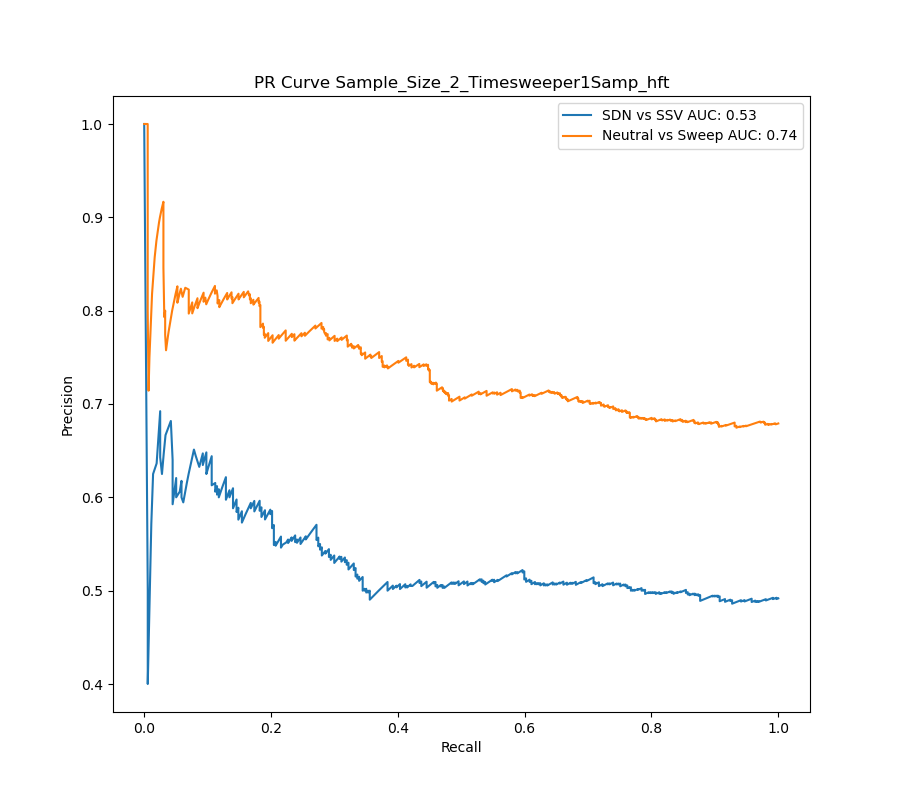 PR Curve Sample_Size_2_Timesweeper1Samp_hft
SDN vs SSV AUC: 0.53
Neutral vs Sweep AUC: 0.74
1.0
0.9
0.8
0.7
0.6
0.5
0.4
Precision
0.0 0.2 0.4 0.6 0.8 1.0
Recall